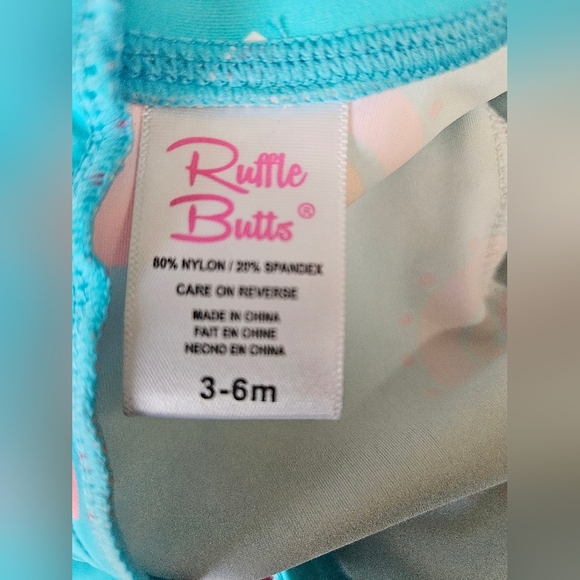 Ruffle
Butts®
80% NYLON / 20% SPANDEX
CARE ON REVERSE
MADE IN CHINA
FAIT EN CHINE
HECHO EN CHINA
3-6m